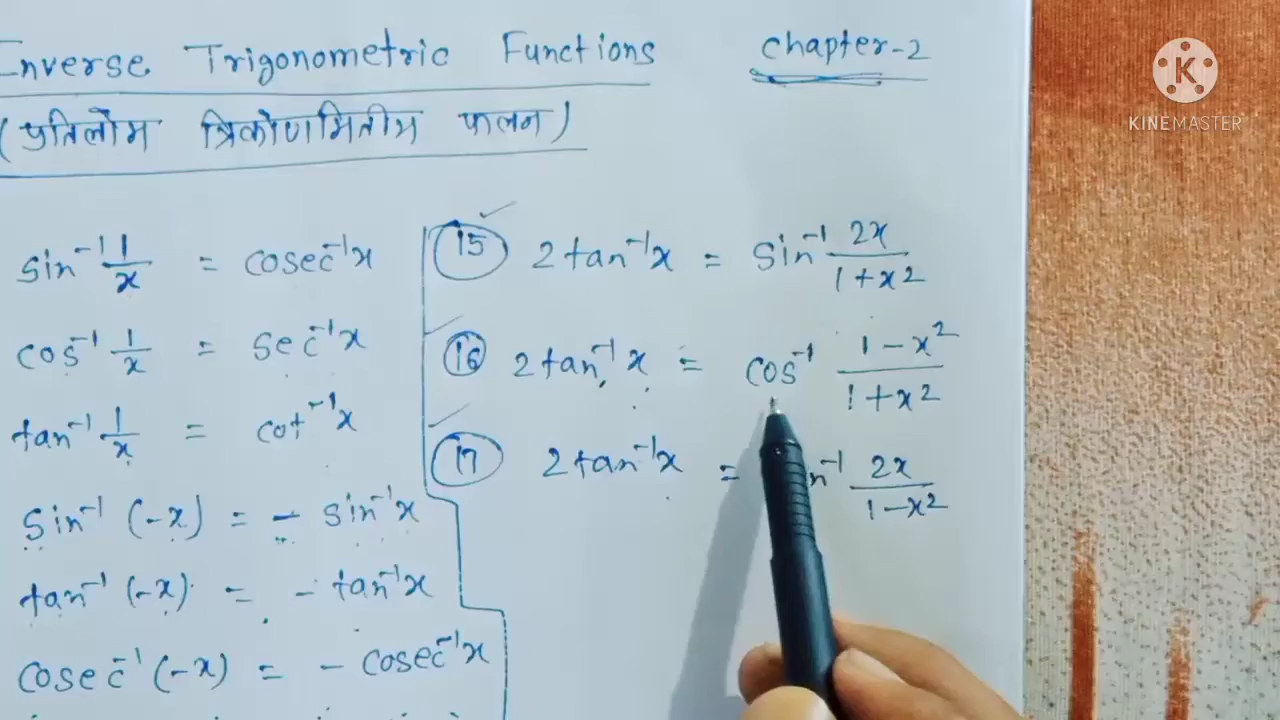 Inverse Trigonometric Functions Chapter-2
(प्रतिलोम त्रिकोणमितीय फलन)
KINEMASTER
sin⁻¹ 1/x = cosec⁻¹x
cos⁻¹ 1/x = sec⁻¹x
tan⁻¹ 1/x = cot⁻¹x
sin⁻¹ (-x) = - sin⁻¹x
tan⁻¹ (-x) = - tan⁻¹x
cosec⁻¹ (-x) = - cosec⁻¹x
15 2tan⁻¹x = sin⁻¹ 2x/1+x²
16 2tan⁻¹x = cos⁻¹ 1-x²/1+x²
17 2tan⁻¹x = 2x/1-x²